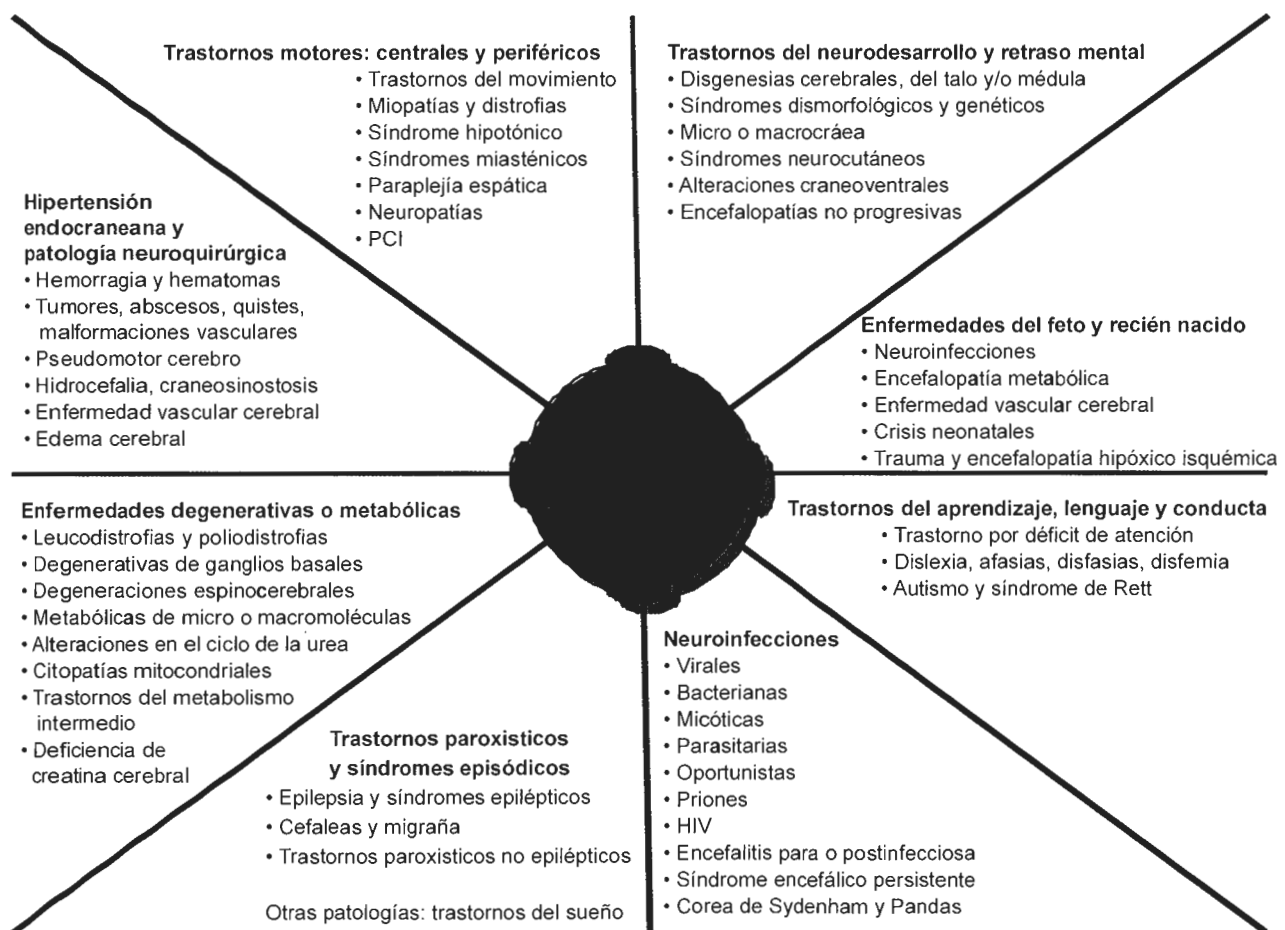 Trastornos motores: centrales y periféricos
• Trastornos del movimiento
• Miopatías y distrofias
• Síndrome hipotónico
• Síndromes miasténicos
• Paraplejía espática
• Neuropatías
• PCI
Trastornos del neurodesarrollo y retraso mental
• Disgenesias cerebrales, del talo y/o médula
• Síndromes dismorfológicos y genéticos
• Micro o macrocráea
• Síndromes neurocutáneos
• Alteraciones craneoventrales
• Encefalopatías no progresivas
Hipertensión
endocraneana y
patología neuroquirúrgica
• Hemorragia y hematomas
• Tumores, abscesos, quistes,
malformaciones vasculares
• Pseudomotor cerebro
• Hidrocefalia, craneosinostosis
• Enfermedad vascular cerebral
• Edema cerebral
Enfermedades del feto y recién nacido
• Neuroinfecciones
• Encefalopatía metabólica
• Enfermedad vascular cerebral
• Crisis neonatales
• Trauma y encefalopatía hipóxico isquémica
Enfermedades degenerativas o metabólicas
• Leucodistrofias y poliodistrofias
• Degenerativas de ganglios basales
• Degeneraciones espinocerebrales
• Metabólicas de micro o macromoléculas
• Alteraciones en el ciclo de la urea
• Citopatías mitocondriales
• Trastornos del metabolismo
intermedio
• Deficiencia de
creatina cerebral
Trastornos del aprendizaje, lenguaje y conducta
• Trastorno por déficit de atención
• Dislexia, afasias, disfasias, disfemia
• Autismo y síndrome de Rett
Trastornos paroxisticos
y síndromes episódicos
• Epilepsia y síndromes epilépticos
• Cefaleas y migraña
• Trastornos paroxisticos no epilépticos
Otras patologías: trastornos del sueño
Neuroinfecciones
• Virales
• Bacterianas
• Micóticas
• Parasitarias
• Oportunistas
• Priones
• HIV
• Encefalitis para o postinfecciosa
• Síndrome encefálico persistente
• Corea de Sydenham y Pandas